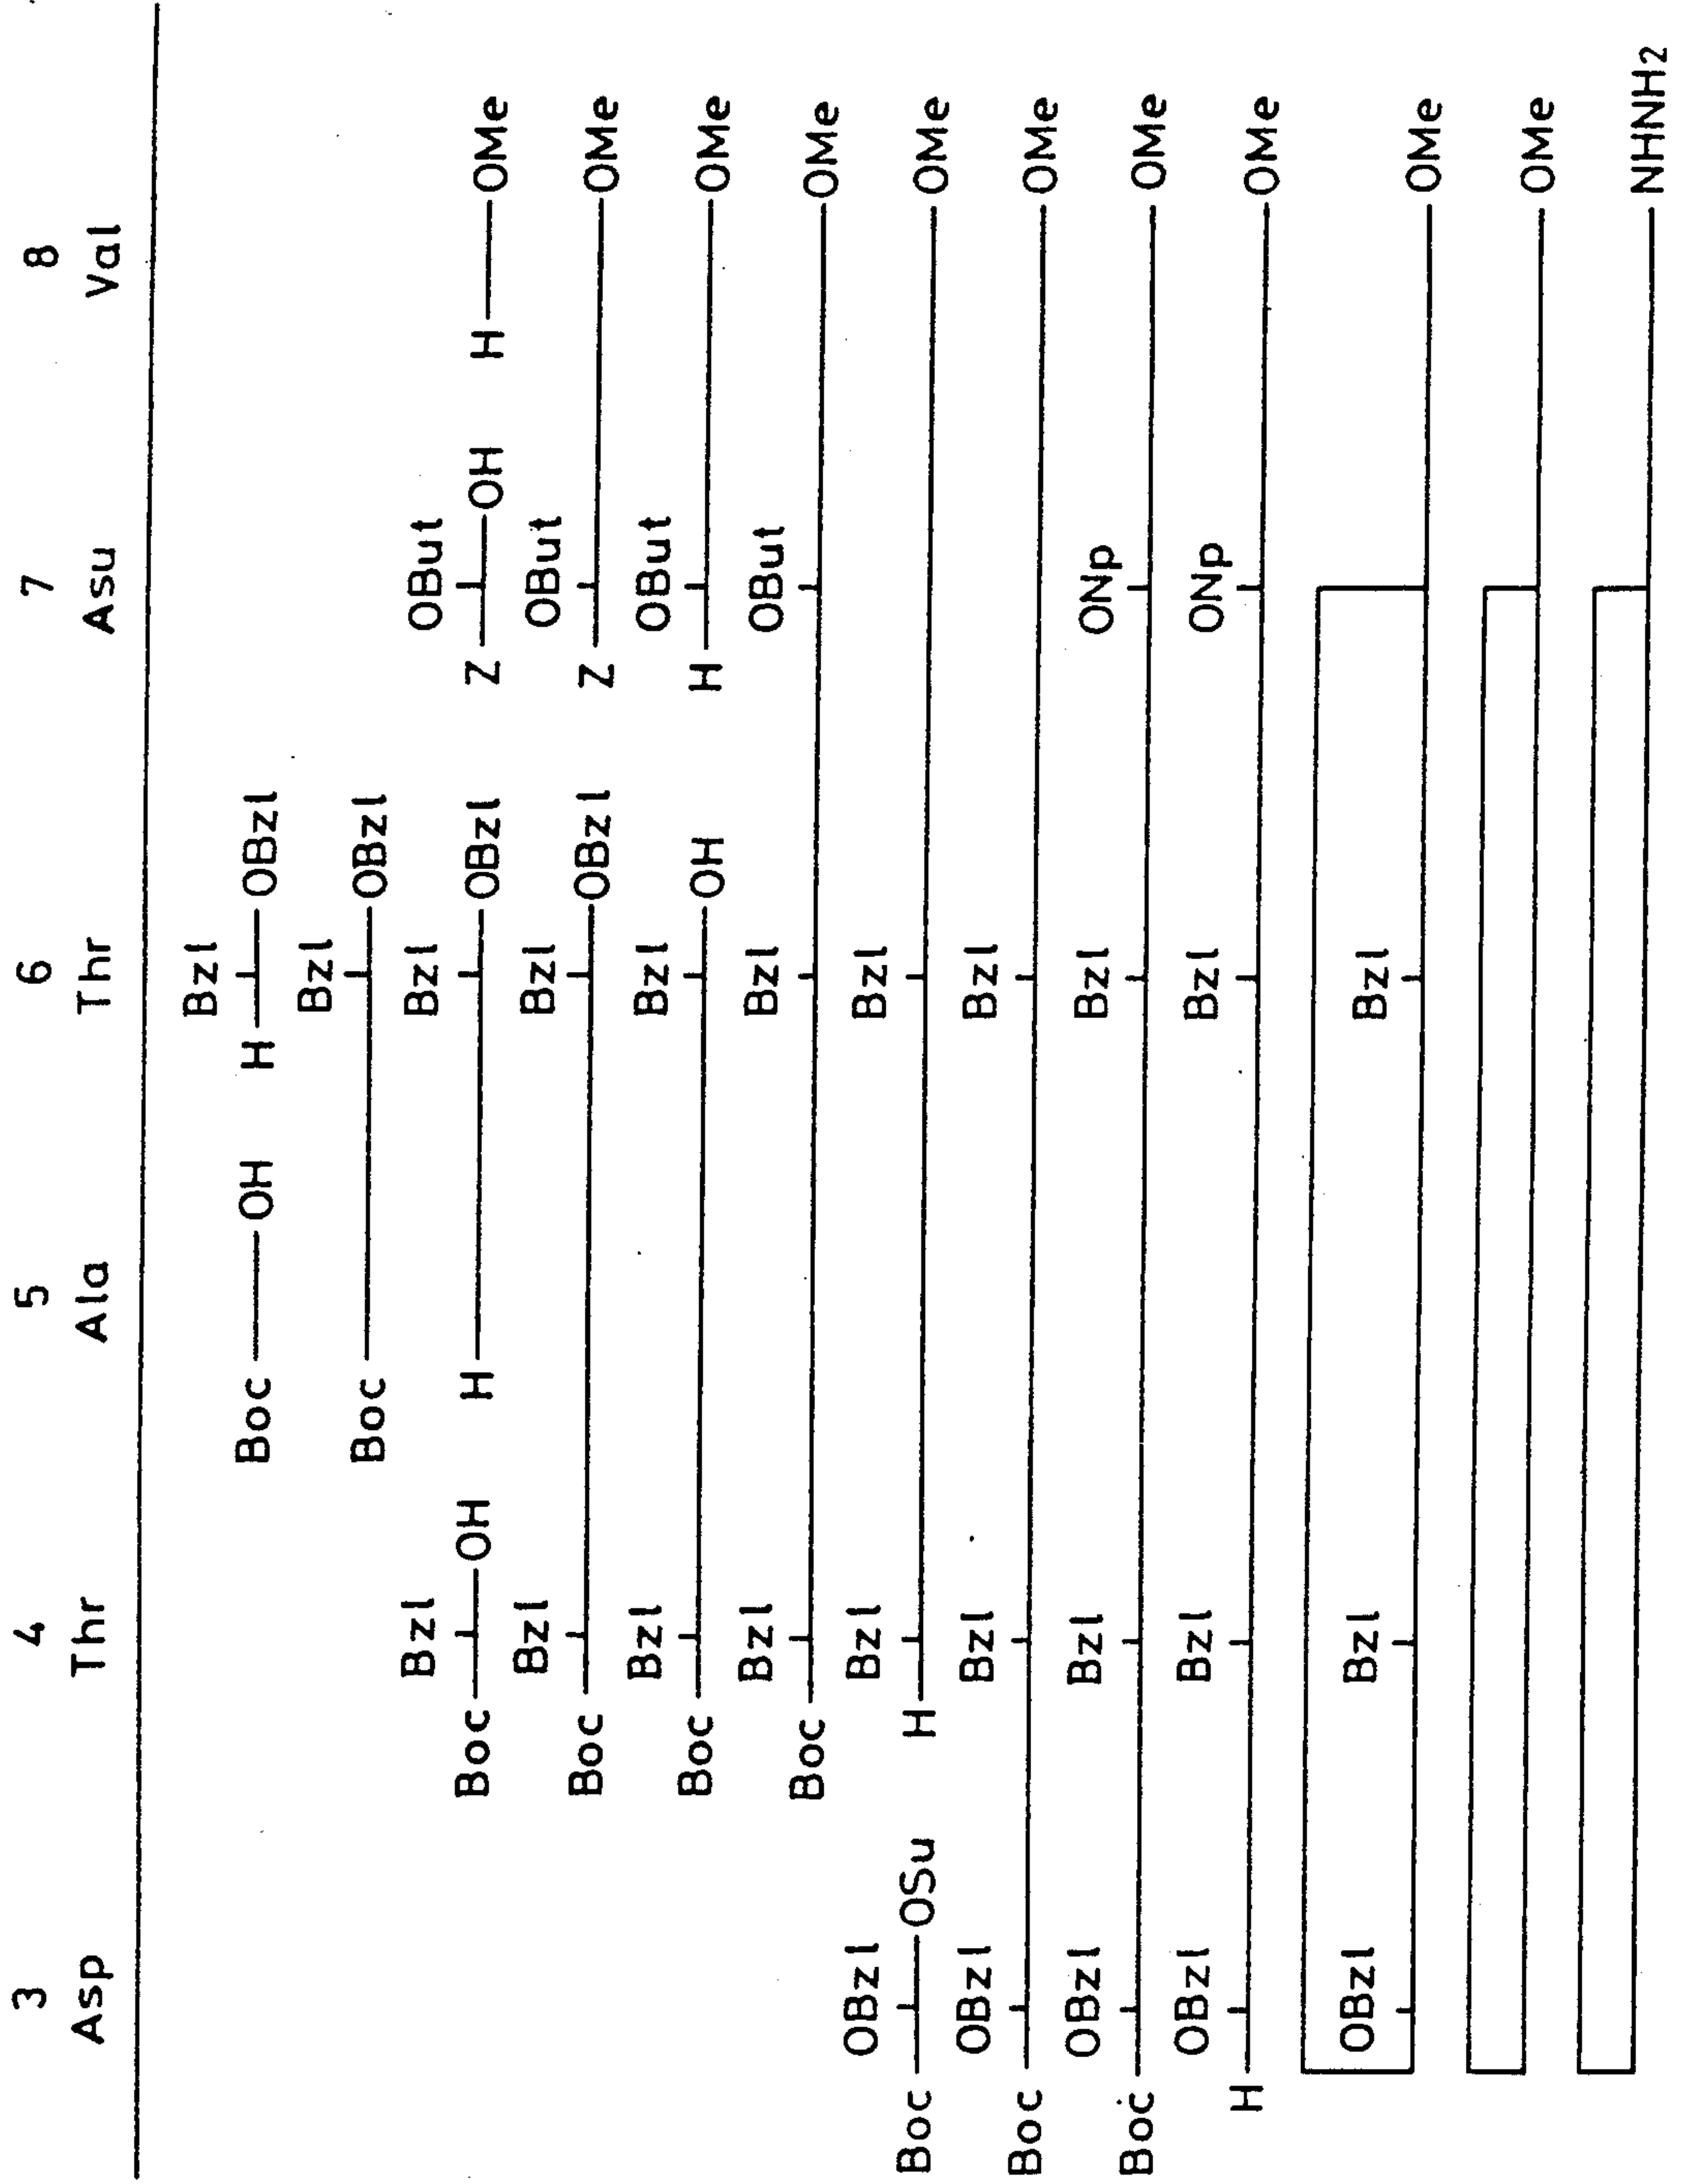 3 4 5 6 7 8
Asp Thr Ala Thr Asu Val
Bzl
Boc OH H OBzl
Bzl
Boc OBzl
Bzl Bzl OBut
Boc OH H OBzl Z OH H OMe
Bzl Bzl OBut
Boc OBzl Z OMe
Bzl Bzl OBut
Boc OH H OMe
Bzl Bzl OBut
Boc OMe
OBzl Bzl Bzl
Boc OSu H OMe
OBzl Bzl Bzl
Boc OMe
OBzl Bzl Bzl ONp
Boc OMe
OBzl Bzl Bzl ONp
H OMe
OBzl Bzl Bzl
OMe
OMe
NHNH2